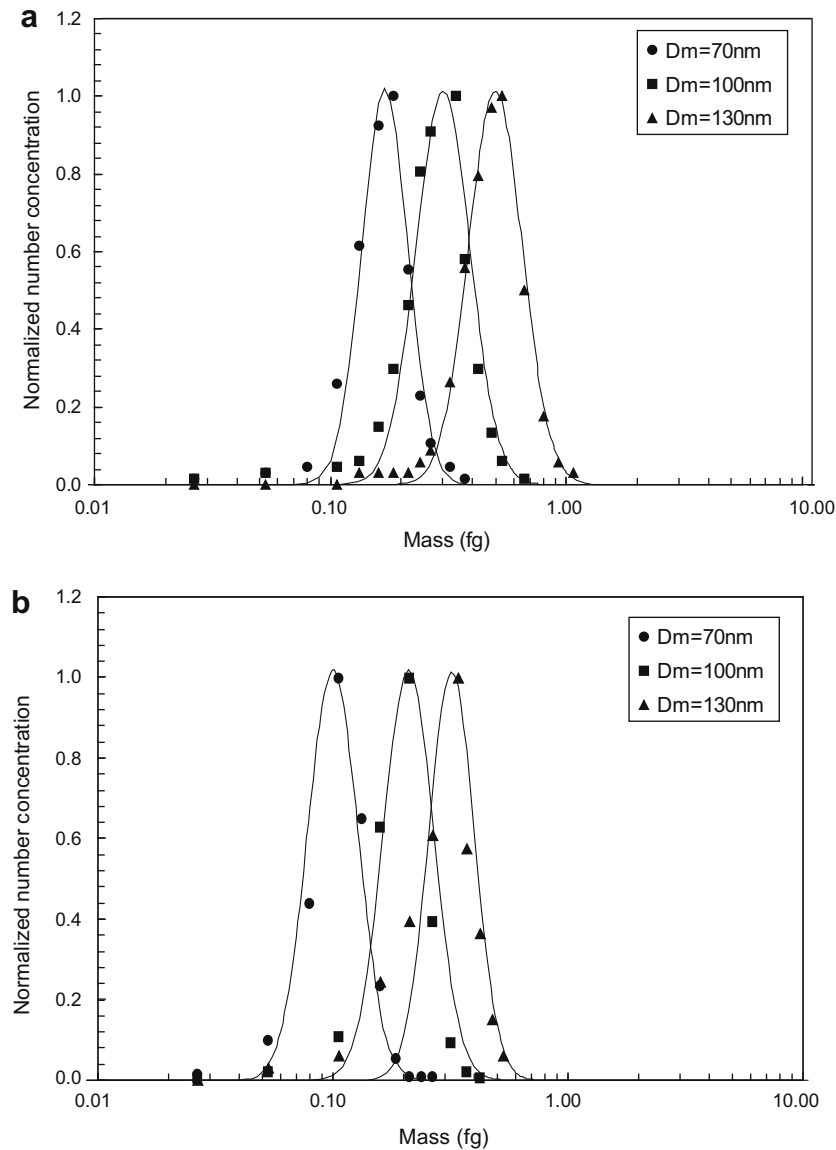 a
1.2
1.0
0.8
0.6
0.4
0.2
0.0
Normalized number concentration
Dm=70nm
Dm=100nm
Dm=130nm
0.01
0.10
1.00
10.00
Mass (fg)
b
1.2
1.0
0.8
0.6
0.4
0.2
0.0
Normalized number concentration
Dm=70nm
Dm=100nm
Dm=130nm
0.01
0.10
1.00
10.00
Mass (fg)